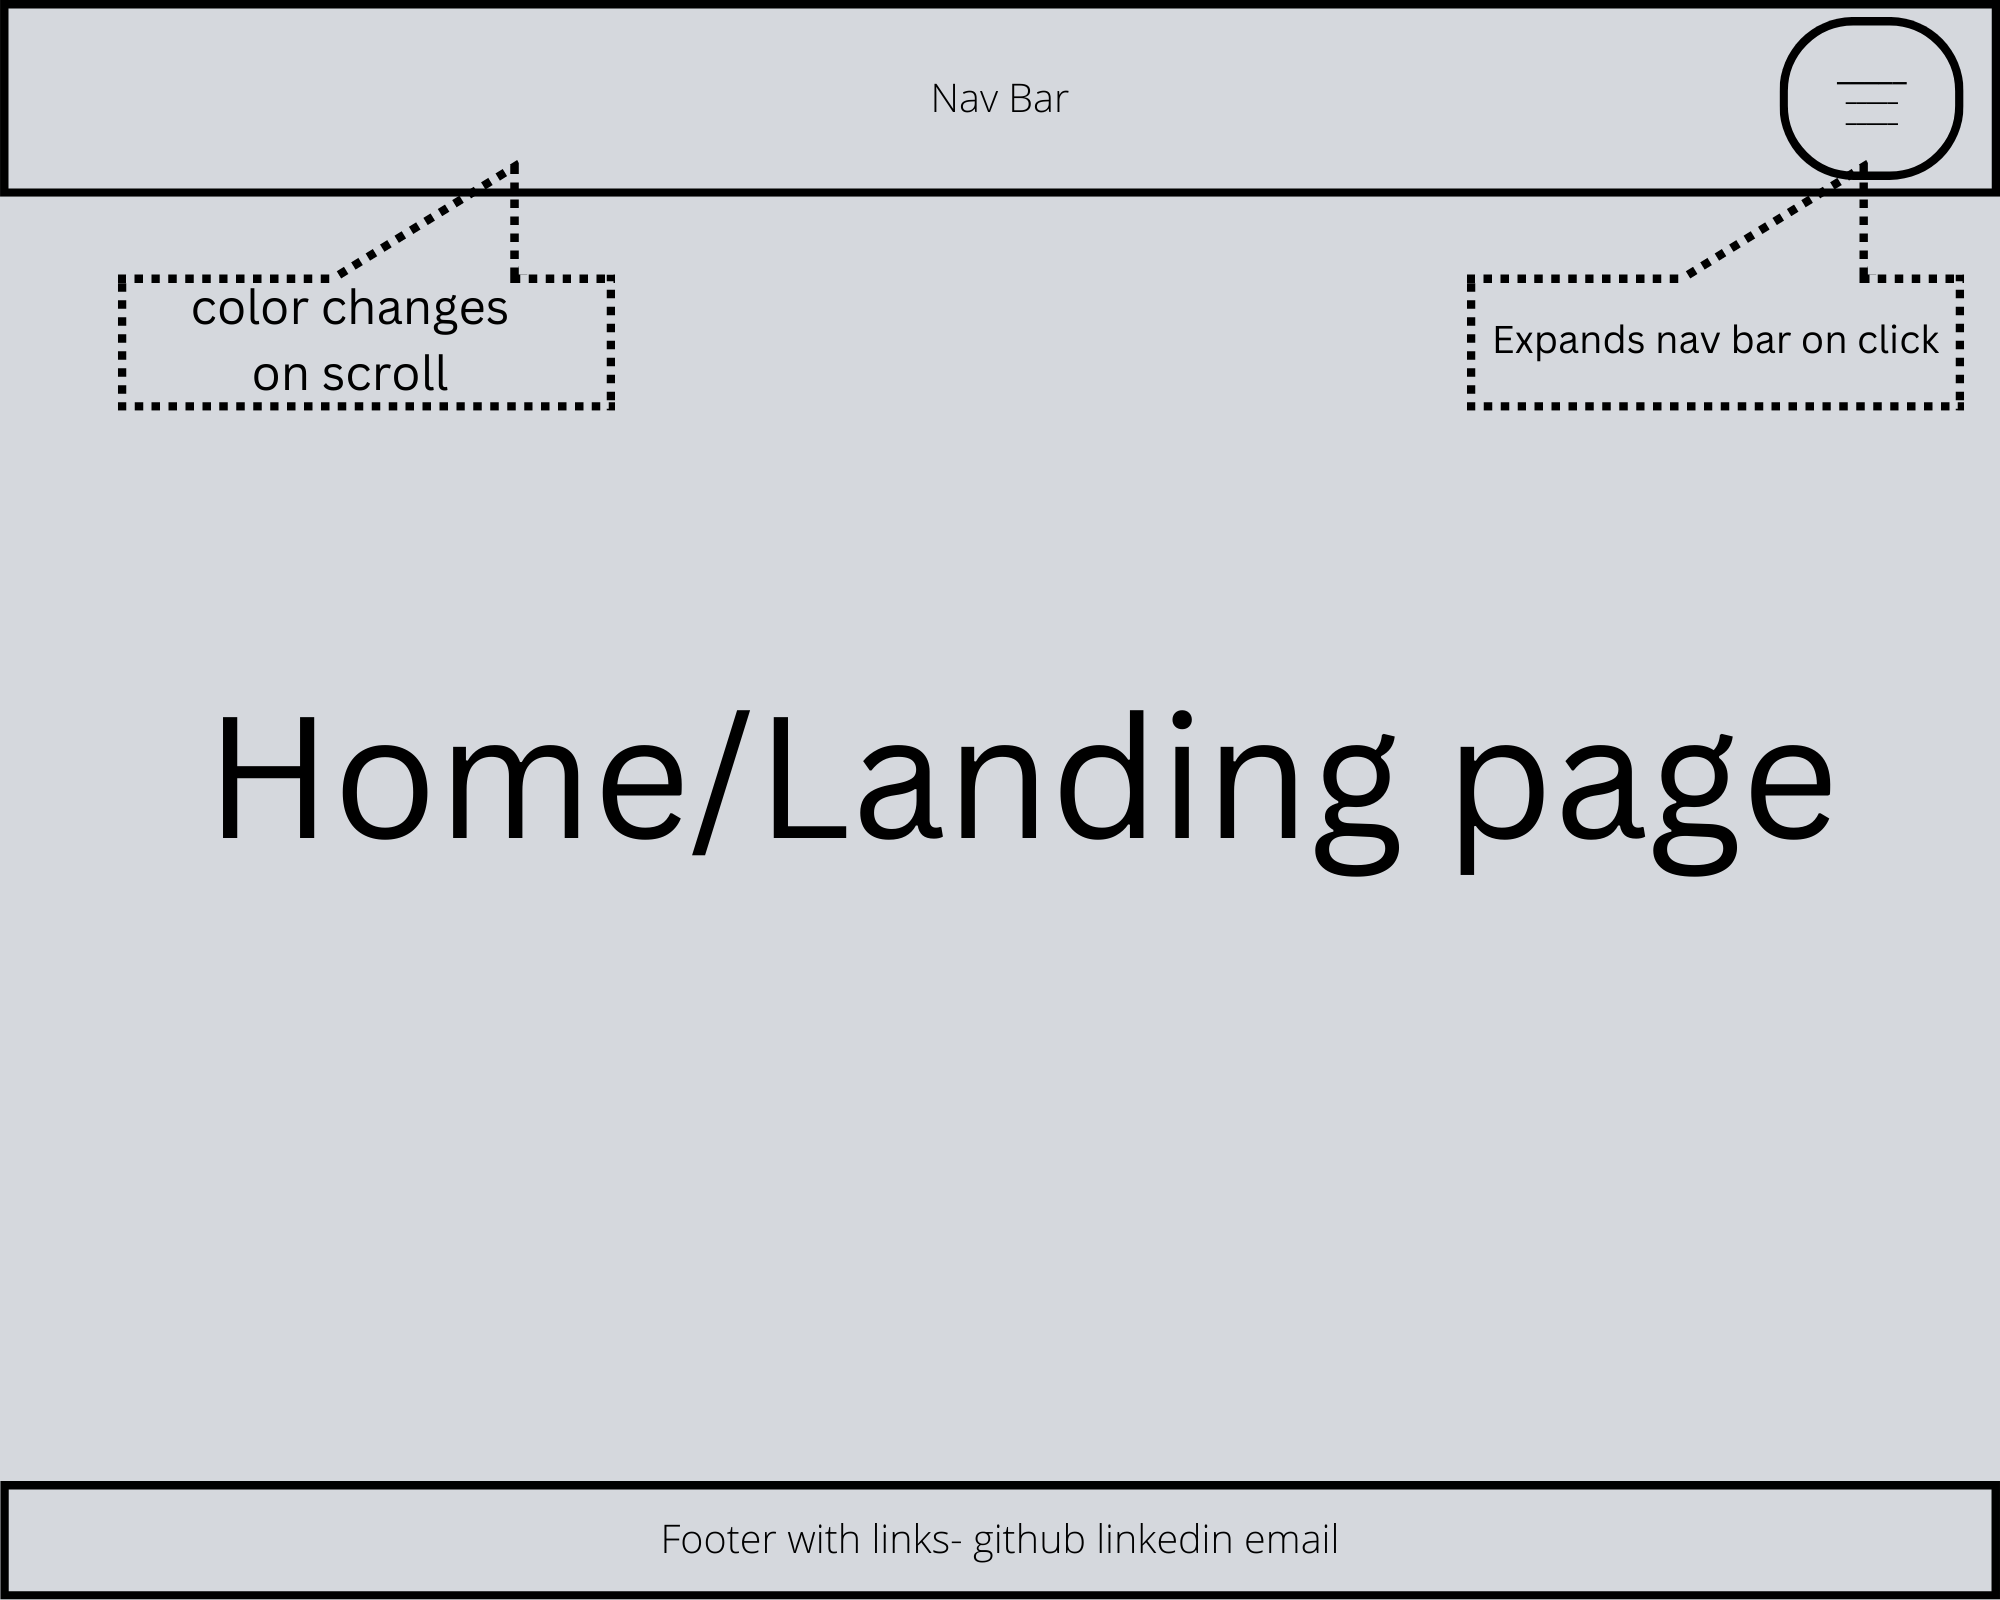 Nav Bar
color changes
on scroll
Expands nav bar on click
Home/Landing page
Footer with links- github linkedin email